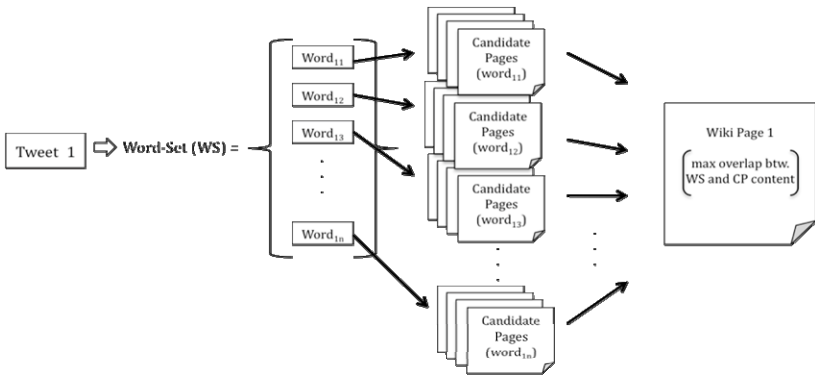 Tweet 1
Word-Set (WS) =
Word11
Word12
Word13
Word1n
Candidate
Pages
(word11)
Candidate
Pages
(word12)
Candidate
Pages
(word13)
Candidate
Pages
(word1n)
Wiki Page 1
max overlap btw.
WS and CP content